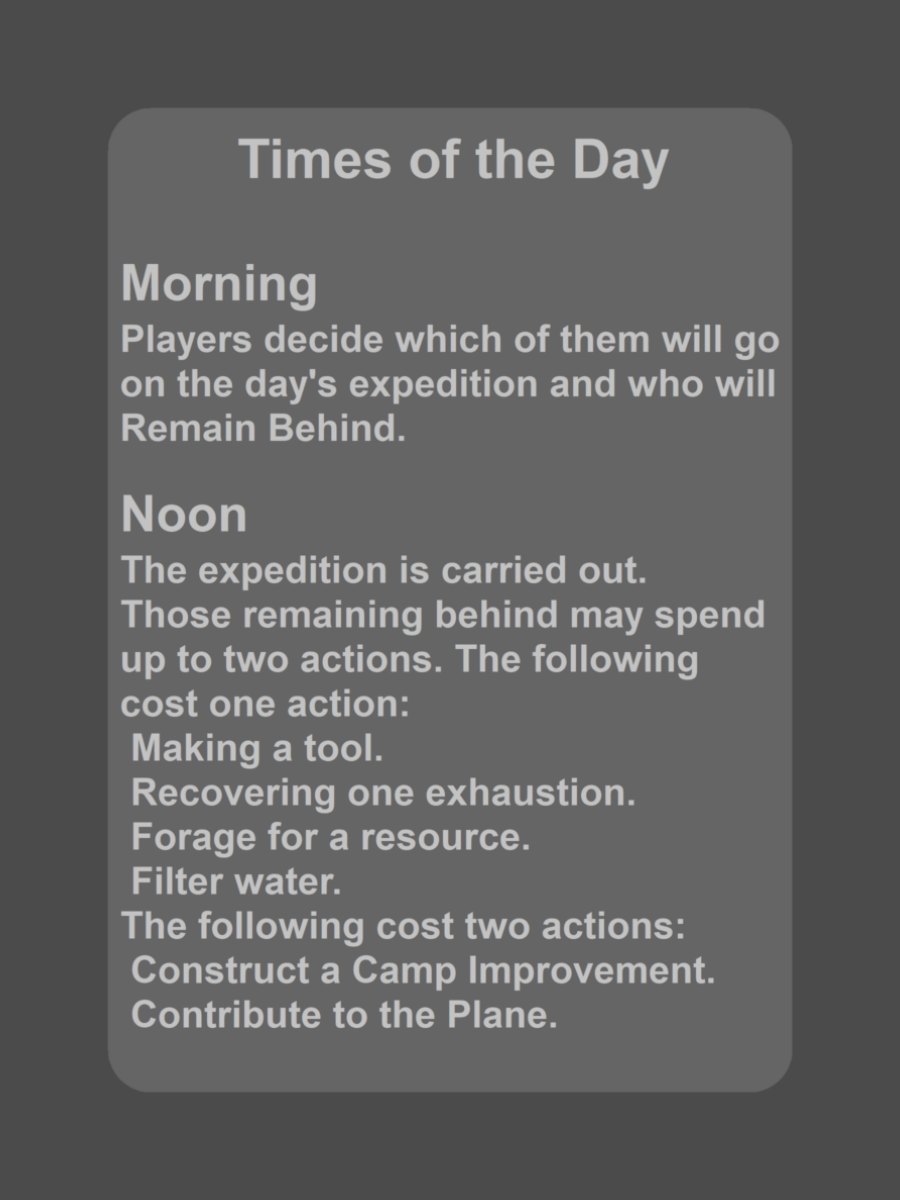 Times of the Day
Morning
Players decide which of them will go
on the day's expedition and who will
Remain Behind.
Noon
The expedition is carried out.
Those remaining behind may spend
up to two actions. The following
cost one action:
Making a tool.
Recovering one exhaustion.
Forage for a resource.
Filter water.
The following cost two actions:
Construct a Camp Improvement.
Contribute to the Plane.